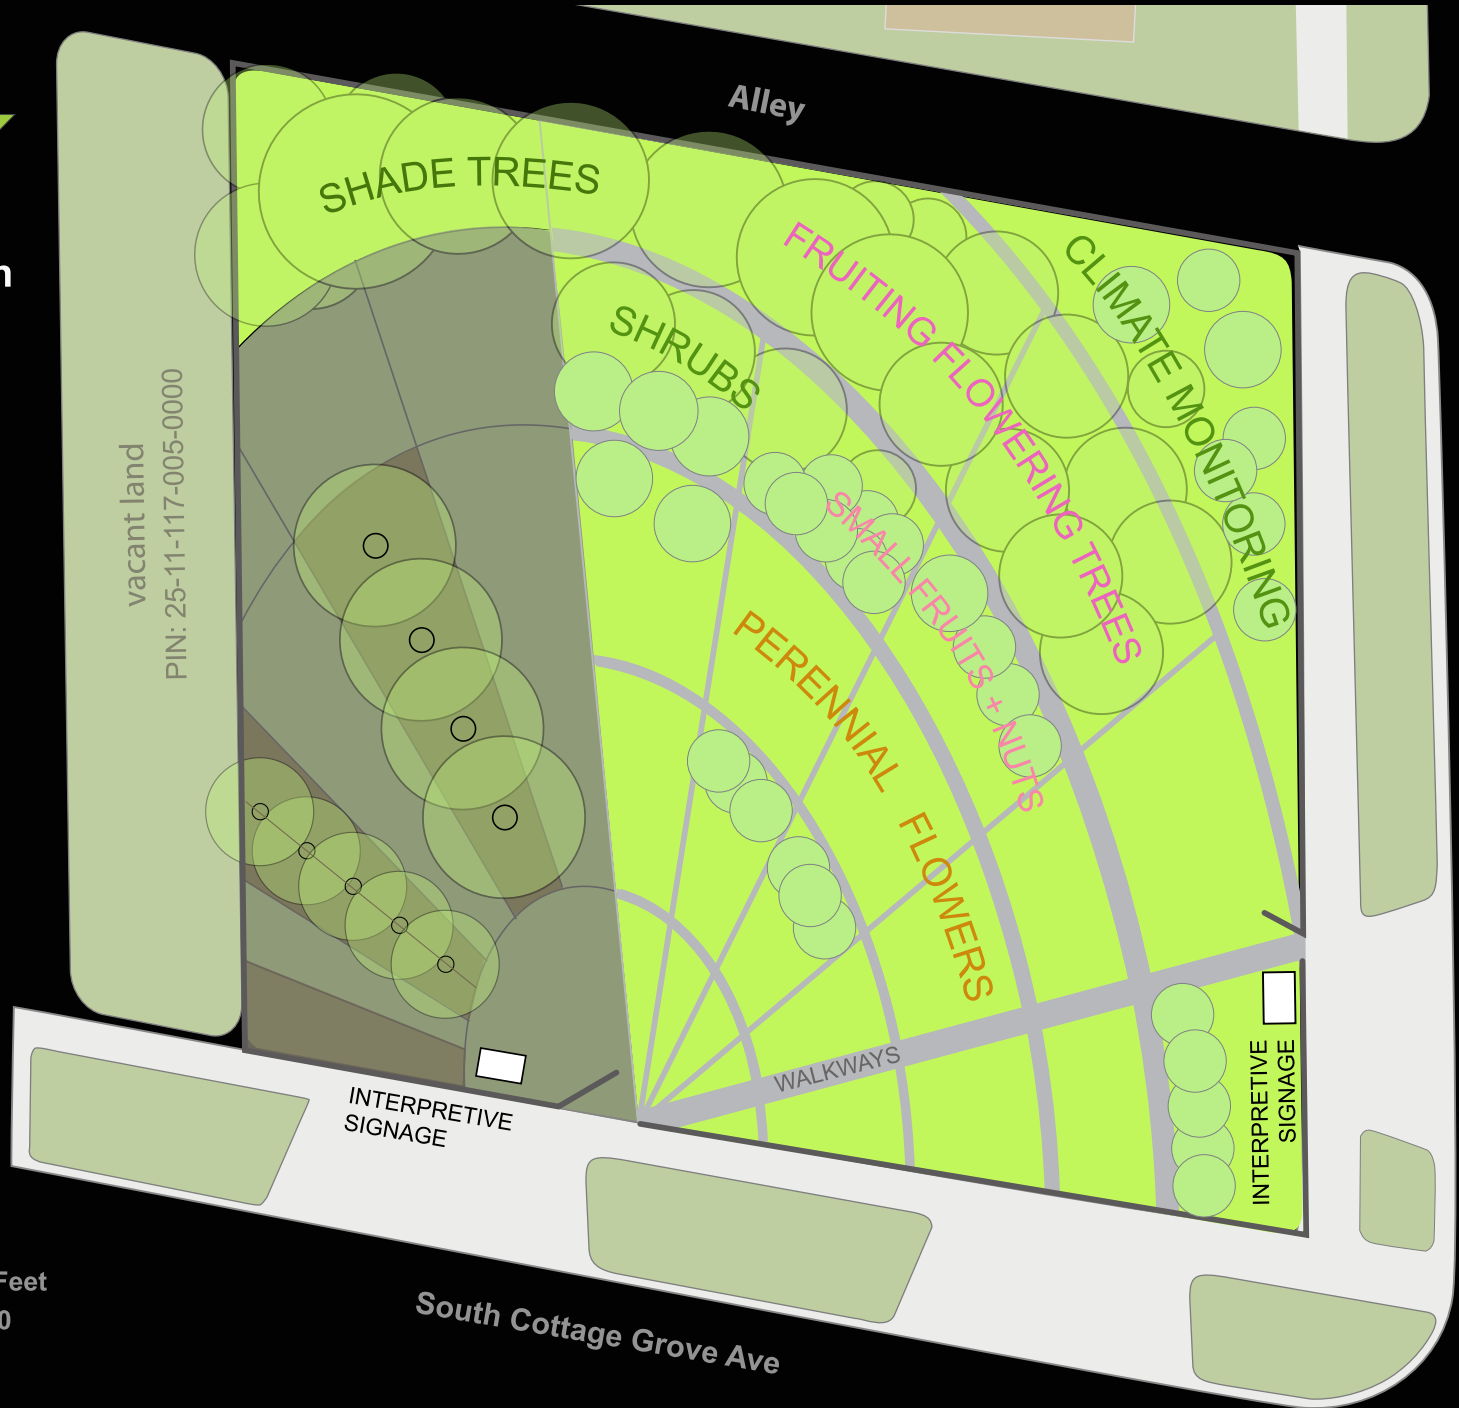 Alley
SHADE TREES
FRUITING FLOWERING TREES
CLIMATE MONITORING
SHRUBS
vacant land
PIN: 25-11-117-005-0000
SMALL FRUITS + NUTS
PERENNIAL FLOWERS
WALKWAYS
INTERPRETIVE
SIGNAGE
INTERPRETIVE
SIGNAGE
Feet
0
South Cottage Grove Ave